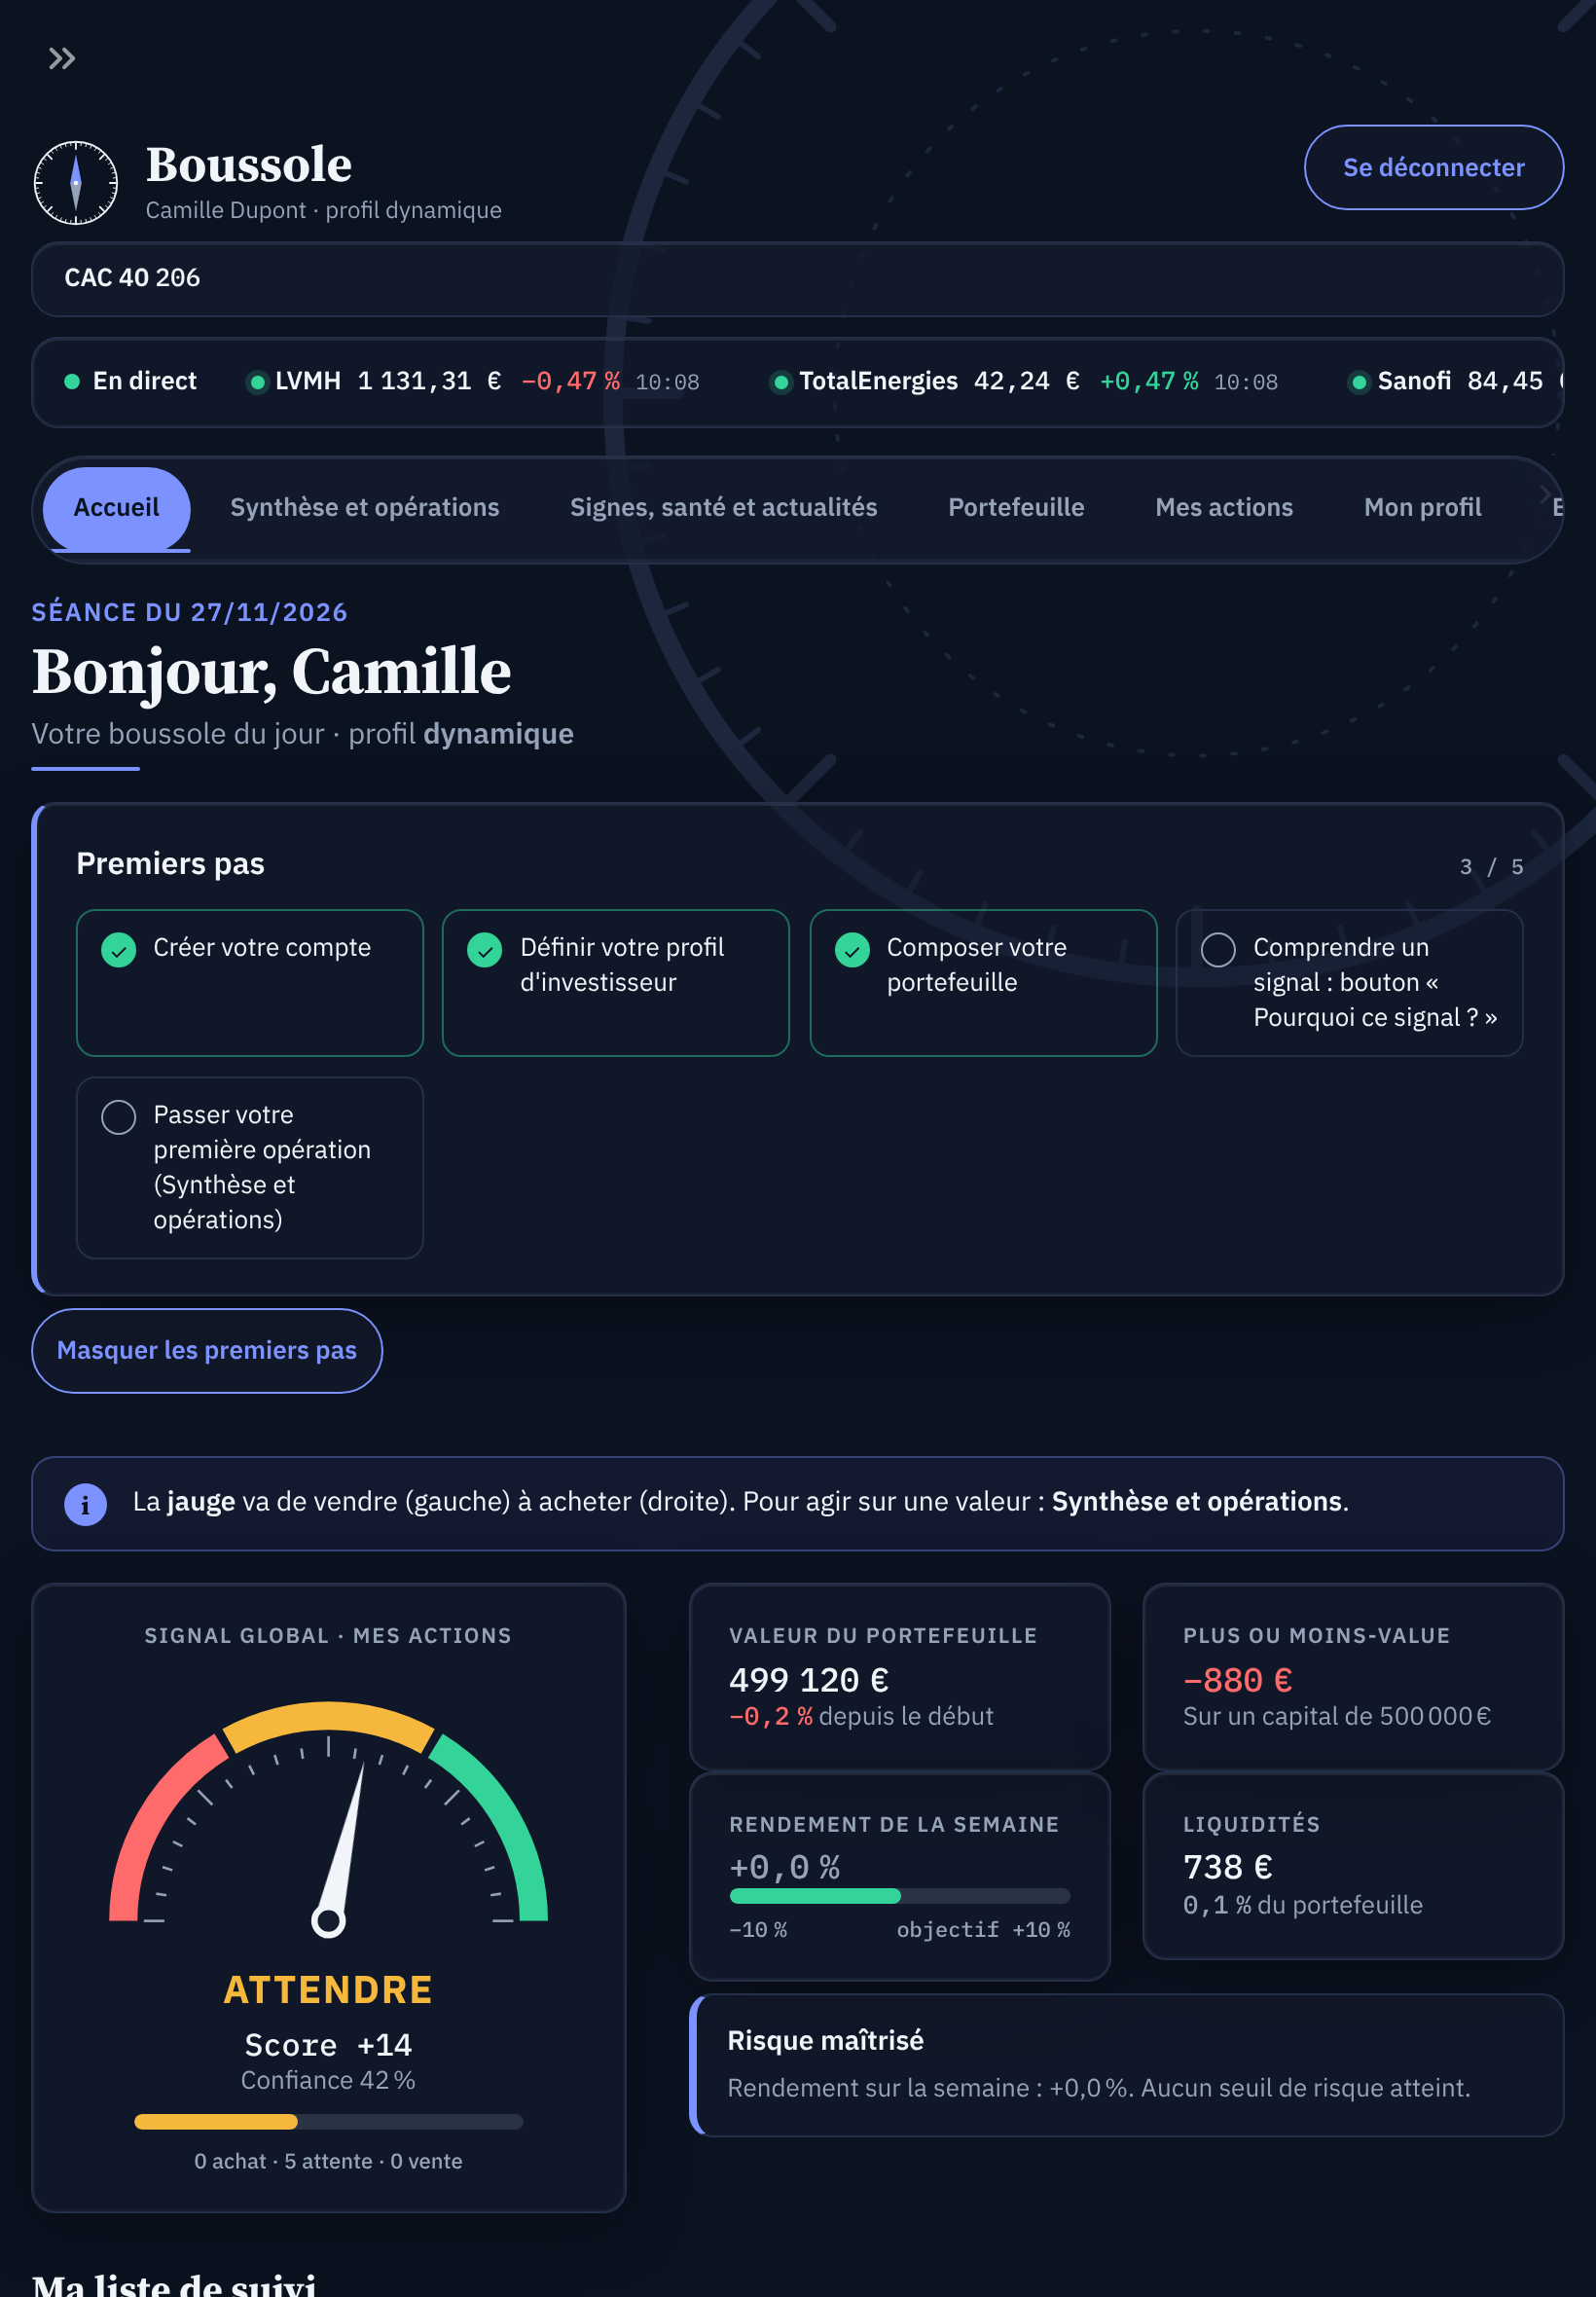 Boussole
Camille Dupont · profil dynamique
Se déconnecter
CAC 40 206
En direct LVMH 1 131,31 € −0,47 % 10:08 TotalEnergies 42,24 € +0,47 % 10:08 Sanofi 84,45
Accueil Synthèse et opérations Signes, santé et actualités Portefeuille Mes actions Mon profil
SÉANCE DU 27/11/2026
Bonjour, Camille
Votre boussole du jour · profil dynamique
Premiers pas
3 / 5
Créer votre compte
Définir votre profil
d'investisseur
Composer votre
portefeuille
Comprendre un
signal : bouton «
Pourquoi ce signal ? »
Passer votre
première opération
(Synthèse et
opérations)
Masquer les premiers pas
i La jauge va de vendre (gauche) à acheter (droite). Pour agir sur une valeur : Synthèse et opérations.
SIGNAL GLOBAL · MES ACTIONS
ATTENDRE
Score +14
Confiance 42 %
0 achat · 5 attente · 0 vente
VALEUR DU PORTEFEUILLE
499 120 €
−0,2 % depuis le début
PLUS OU MOINS-VALUE
−880 €
Sur un capital de 500 000 €
RENDEMENT DE LA SEMAINE
+0,0 %
−10 % objectif +10 %
LIQUIDITÉS
738 €
0,1 % du portefeuille
Risque maîtrisé
Rendement sur la semaine : +0,0 %. Aucun seuil de risque atteint.
Ma liste de suivi